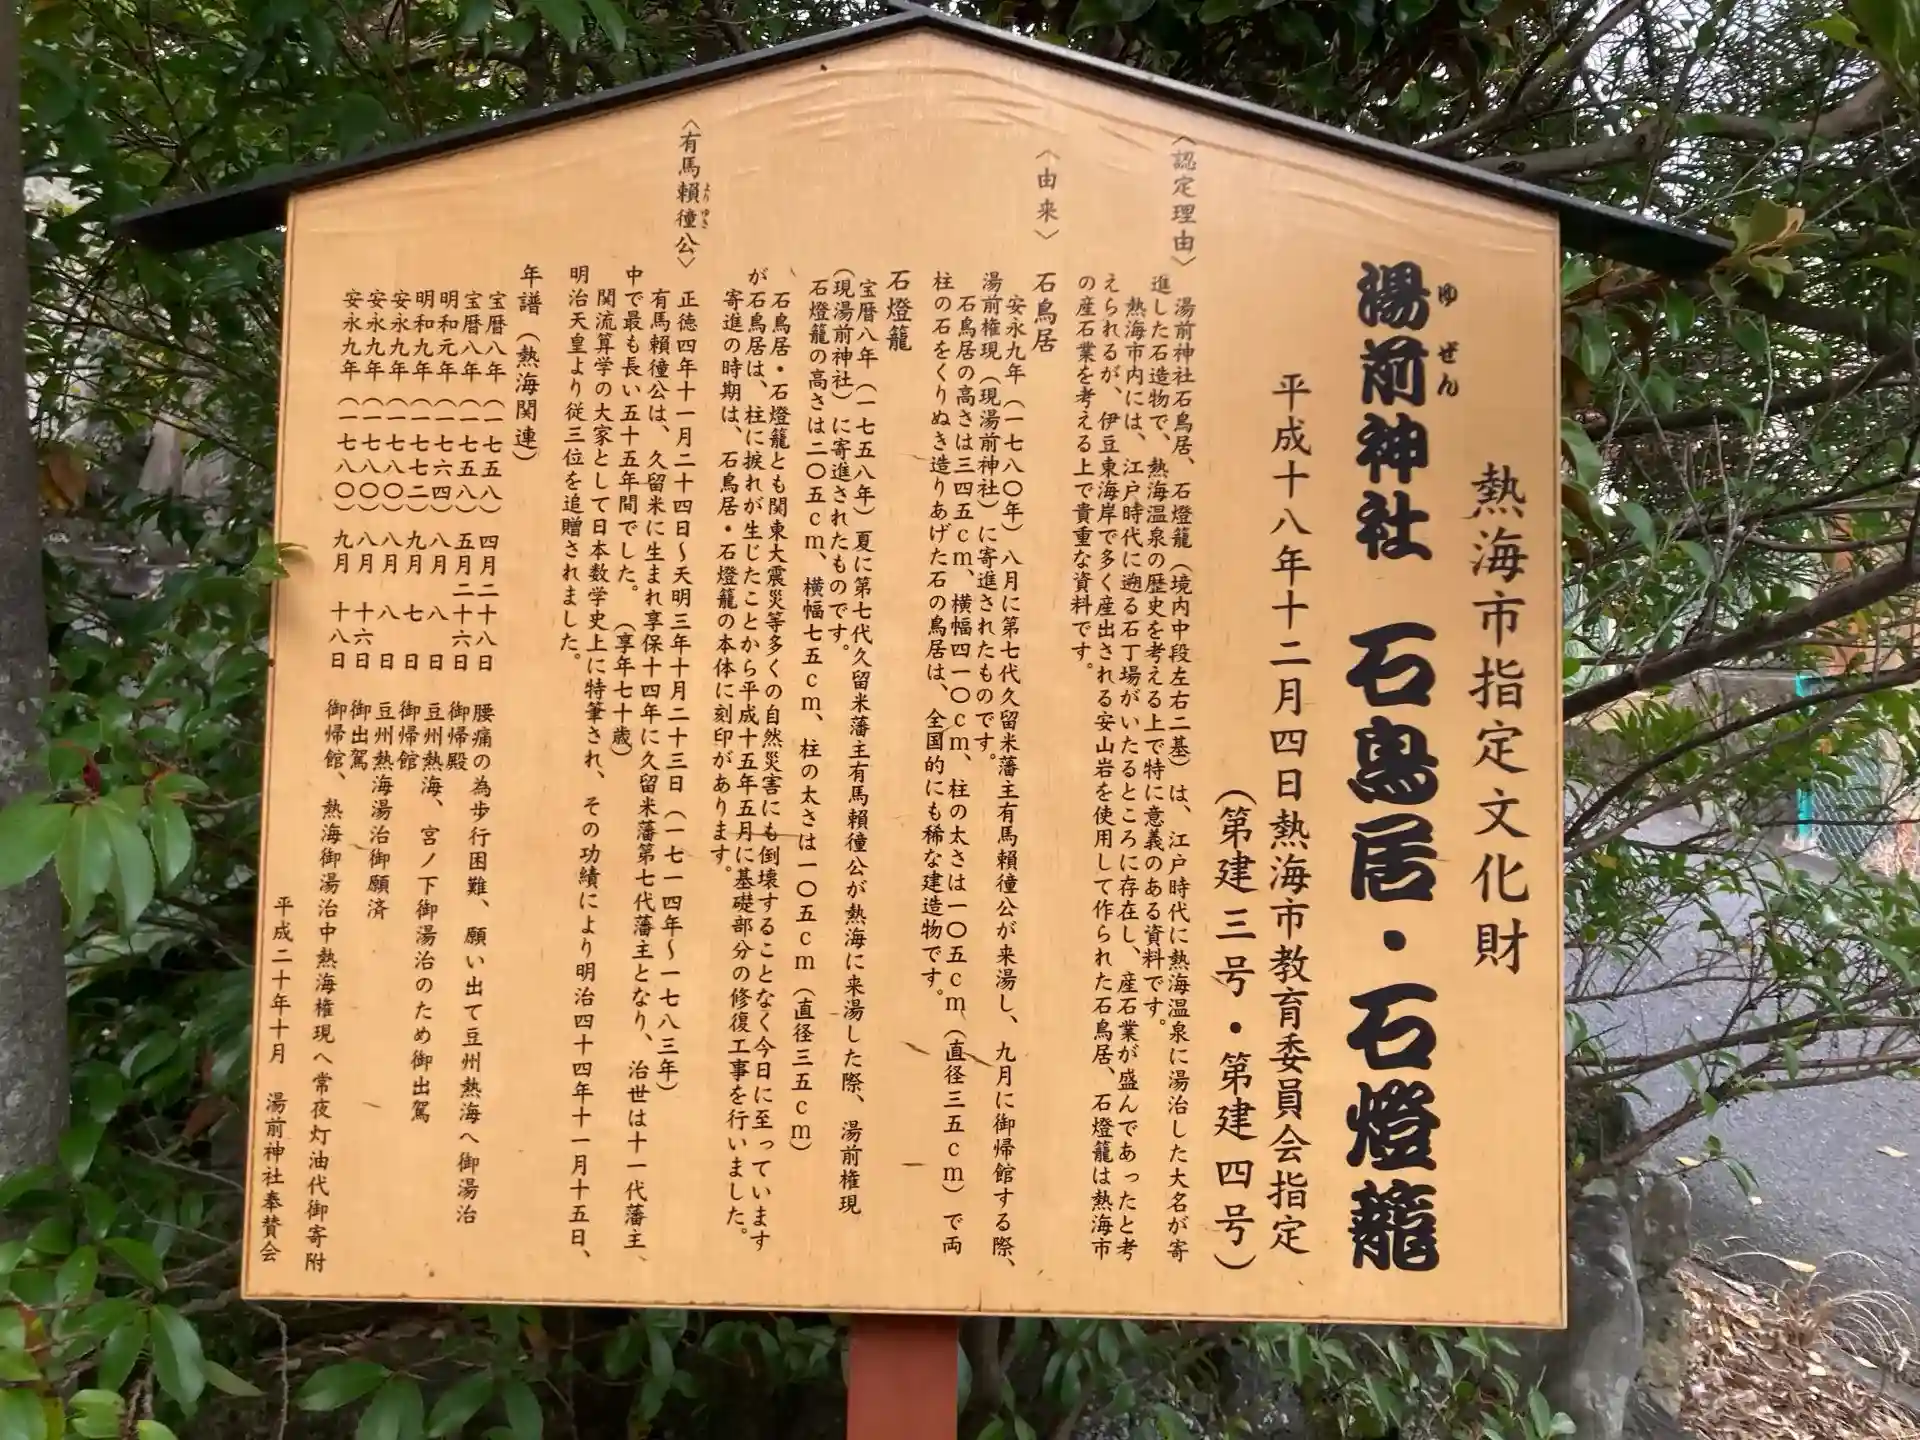 熱海市指定文化財
湯前神社　石鳥居・石燈籠
ゆぜん
平成十八年十二月四日熱海市教育委員会指定
（第建三号・第建四号）
〈認定理由〉
湯前神社石鳥居、石燈籠（境内中段左右二基）は、江戸時代に熱海温泉に湯治した大名が寄
進した石造物で、熱海温泉の歴史を考える上で特に意義のある資料です。
熱海市内には、江戸時代に遡る石丁場がいたるところに存在し、産石業が盛んであったと考
えられるが、伊豆東海岸で多く産出される安山岩を使用して作られた石鳥居、石燈籠は熱海市
の産石業を考える上で貴重な資料です。
〈由来〉
石鳥居
安永九年（一七八〇年）八月に第七代久留米藩主有馬頼徸公が来湯し、九月に御帰館する際、
湯前権現（現湯前神社）に寄進されたものです。
石鳥居の高さは三四五cm、横幅四一〇cm、柱の太さは一〇五cm（直径三五cm）で両
柱の石をくりぬき造りあげた石の鳥居は、全国的にも稀な建造物です。
石燈籠
宝暦八年（一七五八年）夏に第七代久留米藩主有馬頼徸公が熱海に来湯した際、湯前権現
（現湯前神社）に寄進されたものです。
石燈籠の高さは二〇五cm、横幅七五cm、柱の太さは一〇五cm（直径三五cm）
石鳥居・石燈籠とも関東大震災等多くの自然災害にも倒壊することなく今日に至っています
が石鳥居は、柱に捩れが生じたことから平成十五年五月に基礎部分の修復工事を行いました。
寄進の時期は、石鳥居・石燈籠の本体に刻印があります。
〈有馬頼徸公〉
よりゆき
正徳四年十一月二十四日～天明三年十月二十三日（一七一四年～一七八三年）
有馬頼徸公は、久留米に生まれ享保十四年に久留米藩第七代藩主となり、治世は十一代藩主、
中で最も長い五十五年間でした。（享年七十歳）
関流算学の大家として日本数学史上に特筆され、その功績により明治四十四年十一月十五日、
明治天皇より従三位を追贈されました。
年譜（熱海関連）
宝暦八年（一七五八）四月二十八日　腰痛の為歩行困難、願い出て豆州熱海へ御湯治
宝暦八年（一七五八）五月二十六日　御帰殿
明和元年（一七六四）八月　八　日　豆州熱海、宮ノ下御湯治のため御出駕
明和九年（一七七二）九月　七　日　御帰館
安永九年（一七八〇）八月　八　日　豆州熱海湯治御願済
安永九年（一七八〇）八月　十六日　御出駕
安永九年（一七八〇）九月　十八日　御帰館、熱海御湯治中熱海権現へ常夜灯油代御寄附
平成二十年十月　湯前神社奉賛会